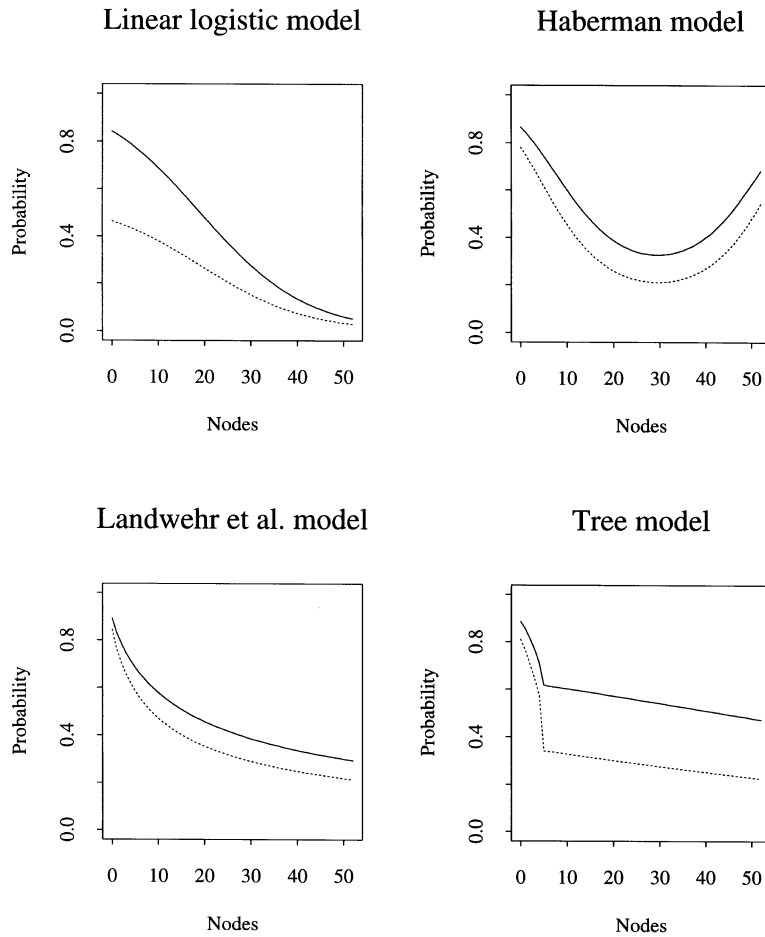 Linear logistic model
Probability
0.8
0.4
0.0
0 10 20 30 40 50
Nodes
Haberman model
Probability
0.8
0.4
0.0
0 10 20 30 40 50
Nodes
Landwehr et al. model
Probability
0.8
0.4
0.0
0 10 20 30 40 50
Nodes
Tree model
Probability
0.8
0.4
0.0
0 10 20 30 40 50
Nodes